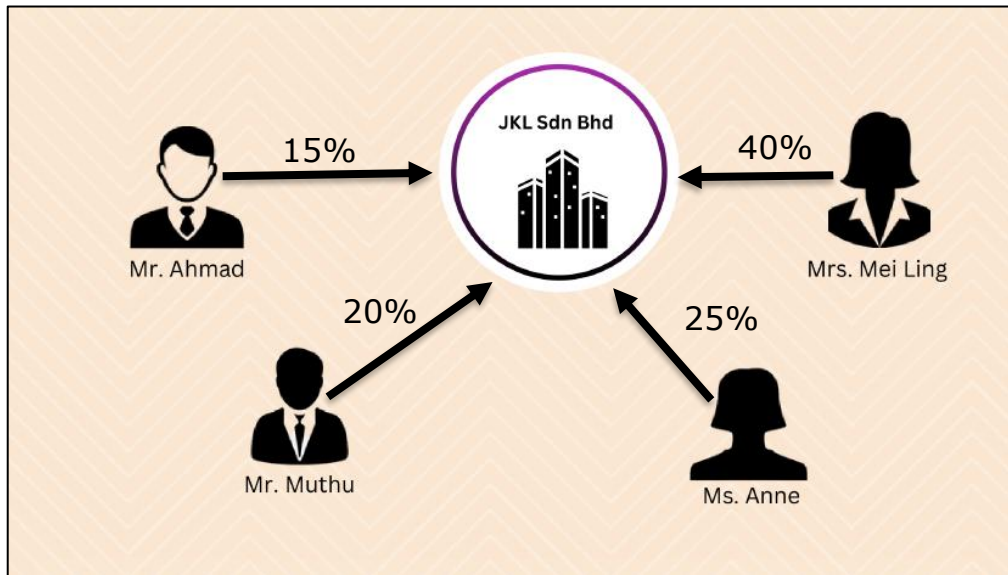 JKL Sdn Bhd
15%
40%
Mr. Ahmad
Mrs. Mei Ling
20%
25%
Mr. Muthu
Ms. Anne